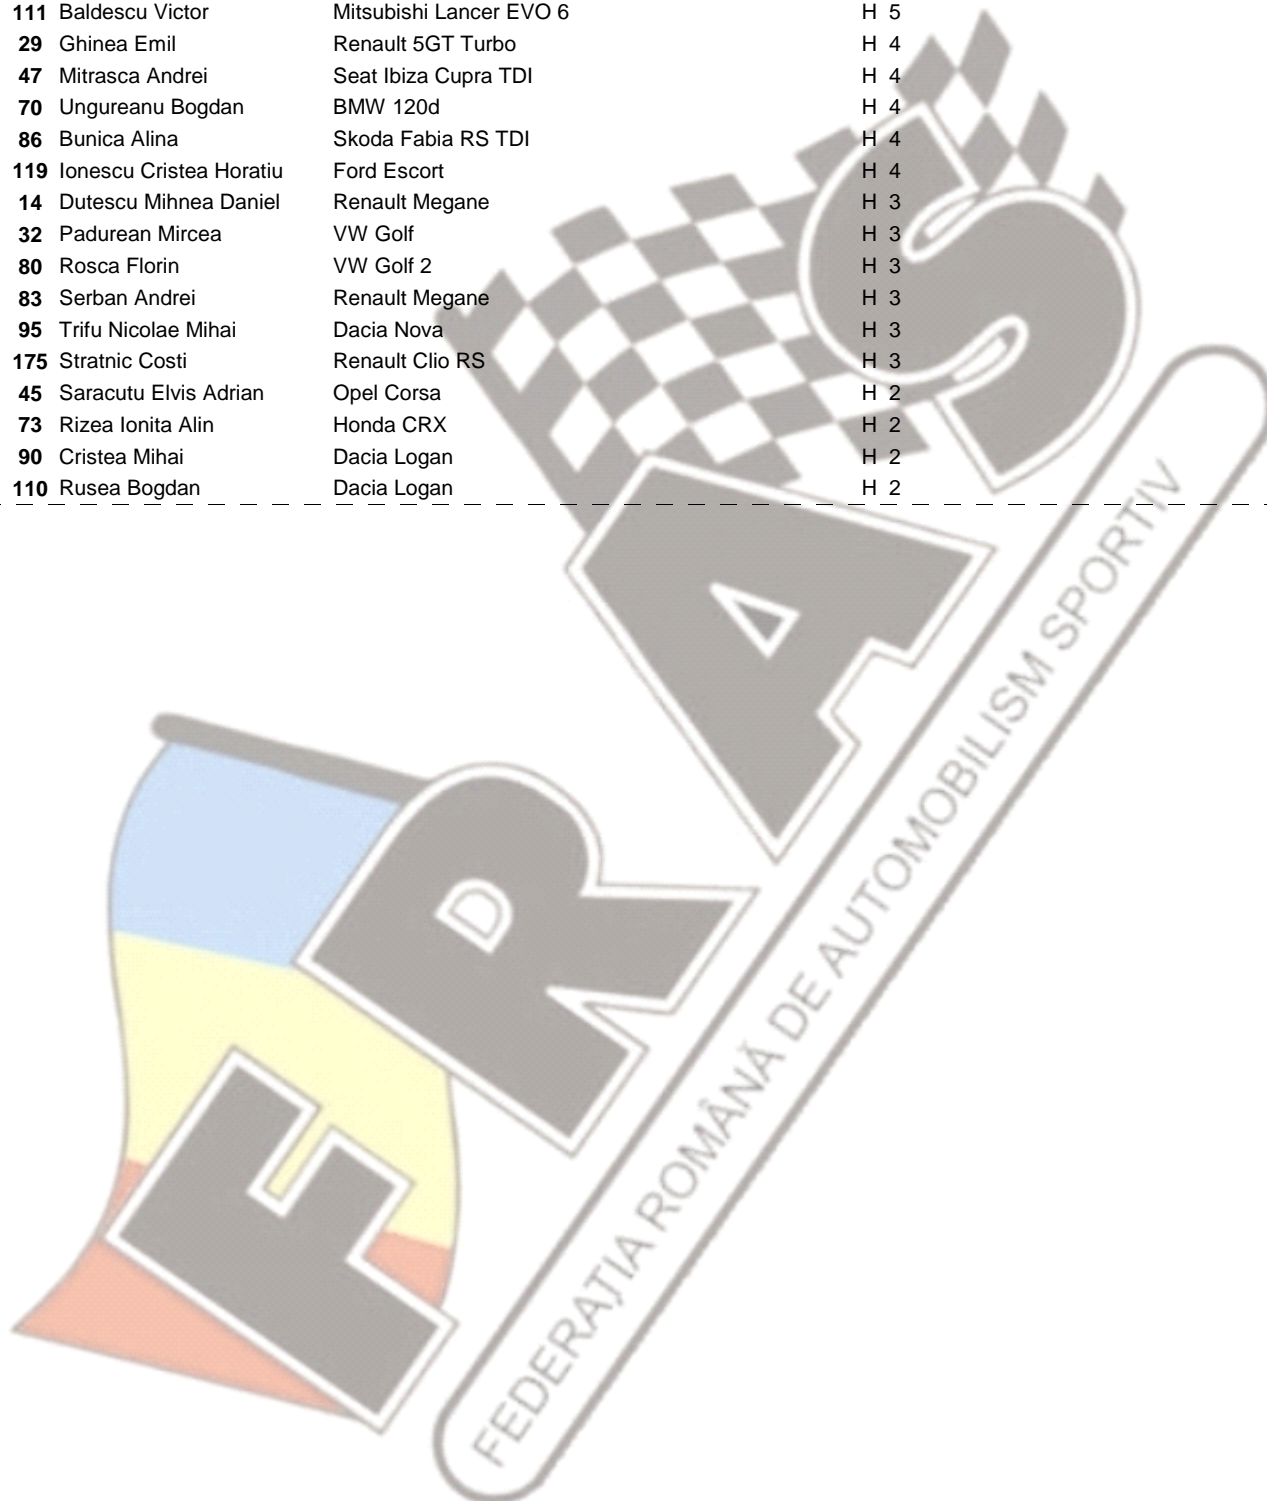 111 Baldescu Victor Mitsubishi Lancer EVO 6 H 5
29 Ghinea Emil Renault 5GT Turbo H 4
47 Mitrasca Andrei Seat Ibiza Cupra TDI H 4
70 Ungureanu Bogdan BMW 120d H 4
86 Bunica Alina Skoda Fabia RS TDI H 4
119 Ionescu Cristea Horatiu Ford Escort H 4
14 Dutescu Mihnea Daniel Renault Megane H 3
32 Padurean Mircea VW Golf H 3
80 Rosca Florin VW Golf 2 H 3
83 Serban Andrei Renault Megane H 3
95 Trifu Nicolae Mihai Dacia Nova H 3
175 Stratnic Costi Renault Clio RS H 3
45 Saracutu Elvis Adrian Opel Corsa H 2
73 Rizea Ionita Alin Honda CRX H 2
90 Cristea Mihai Dacia Logan H 2
110 Rusea Bogdan Dacia Logan H 2
FRAS
FEDERAȚIA ROMÂNĂ DE AUTOMOBILISM SPORTIV